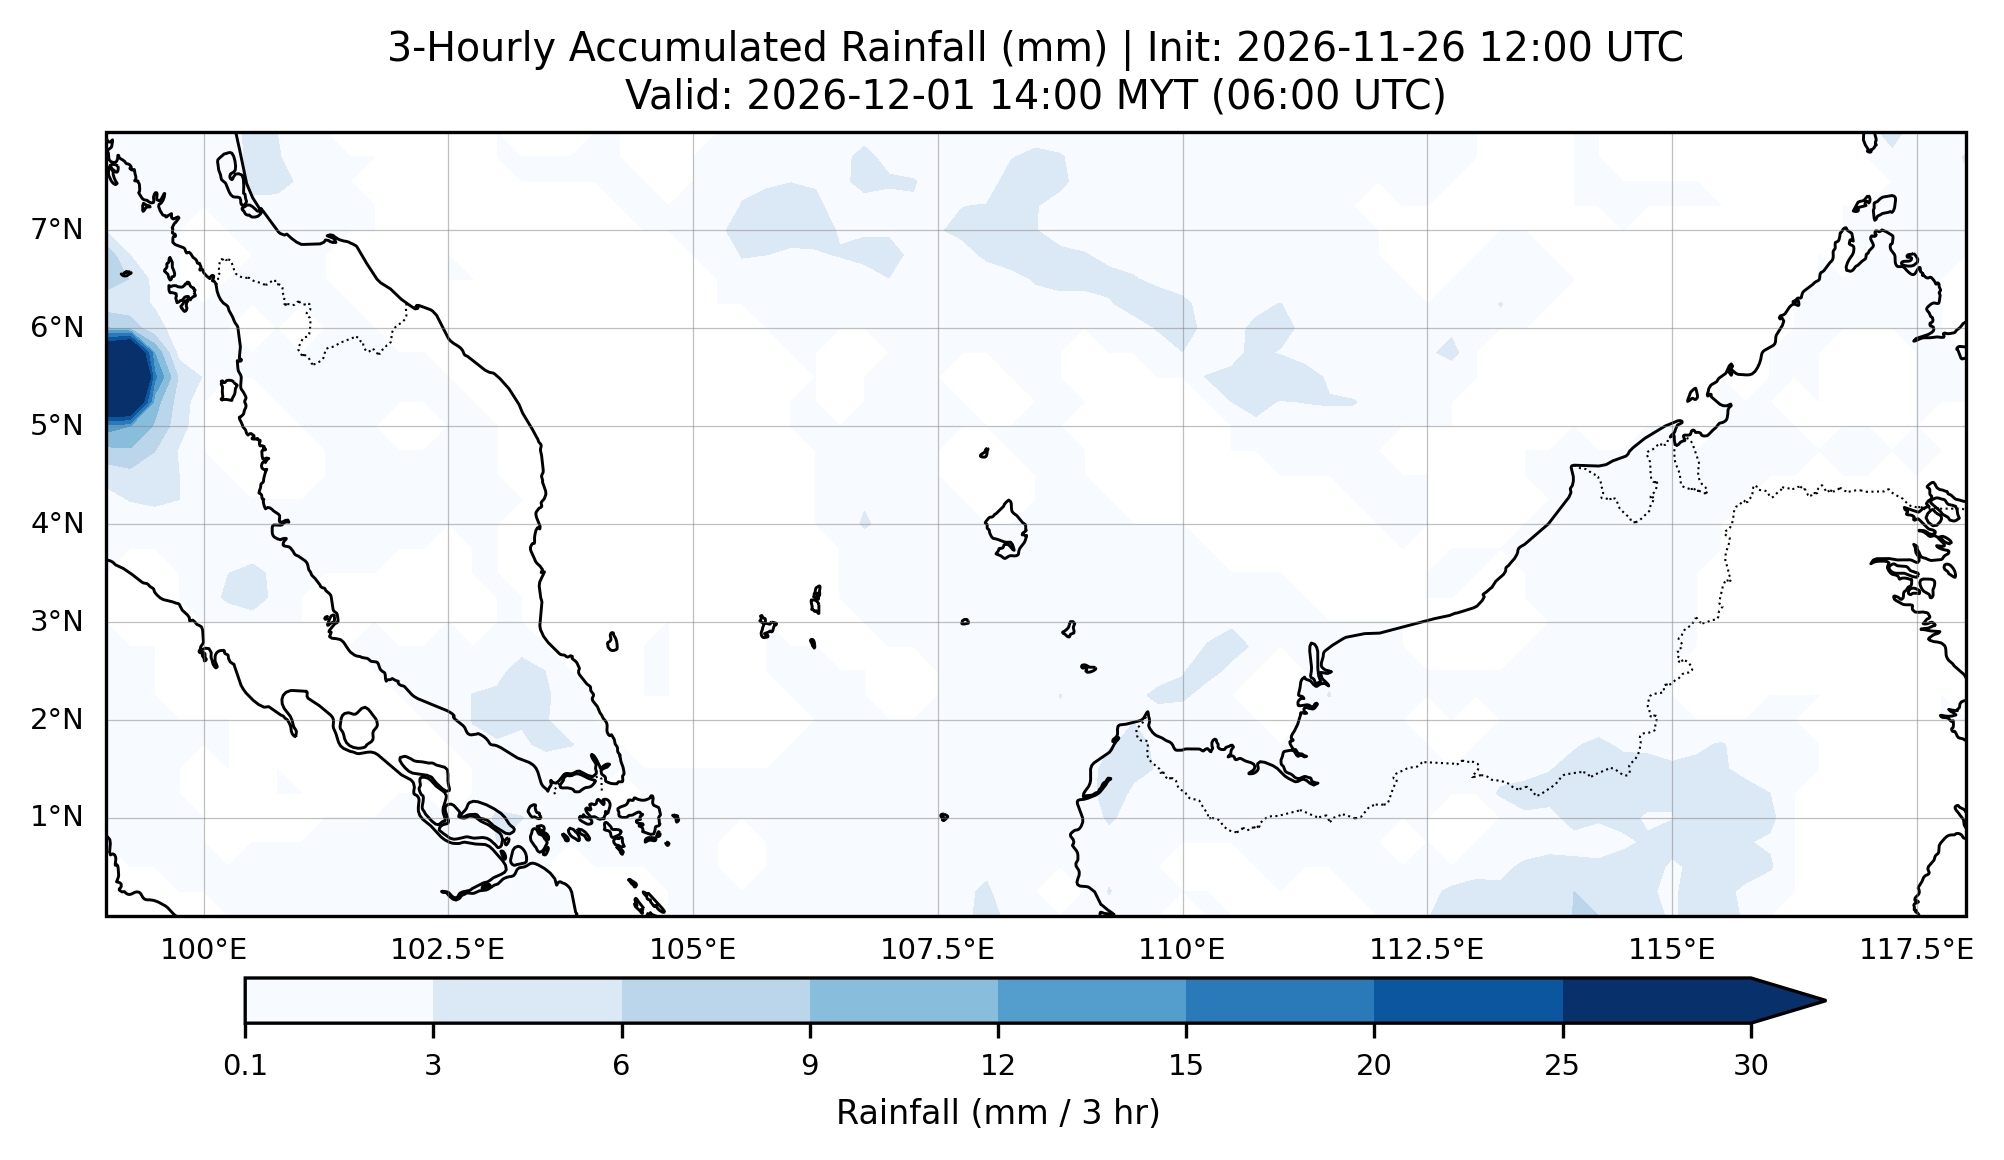 3-Hourly Accumulated Rainfall (mm) | Init: 2026-11-26 12:00 UTC
Valid: 2026-12-01 14:00 MYT (06:00 UTC)
7°N
6°N
5°N
4°N
3°N
2°N
1°N
100°E 102.5°E 105°E 107.5°E 110°E 112.5°E 115°E 117.5°E
0.1 3 6 9 12 15 20 25 30
Rainfall (mm / 3 hr)